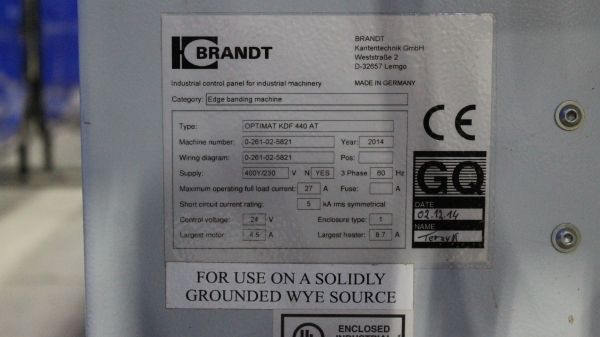 BRANDT
BRANDT
Kantentechnik GmbH
Weststraße 2
D-32657 Lemgo
Industrial control panel for industrial machinery
MADE IN GERMANY
Category: Edge banding machine
Type: OPTIMAT KDF 440 AT
Machine number: 0-261-02-5821 Year: 2014
Wiring diagram: 0-261-02-5821 Pos:
Supply: 400Y/230 V N YES 3 Phase 60 Hz
Maximum operating full load current: 27 A Fuse: A
Short circuit current rating: 5 kA rms symmetrical
Control voltage: 24 V Enclosure type: 1
Largest motor 4.5 A Largest heater: 8.7 A
CE
GQ
DATE
02.12.14
NAME
FOR USE ON A SOLIDLY
GROUNDED WYE SOURCE
UL
ENCLOSED